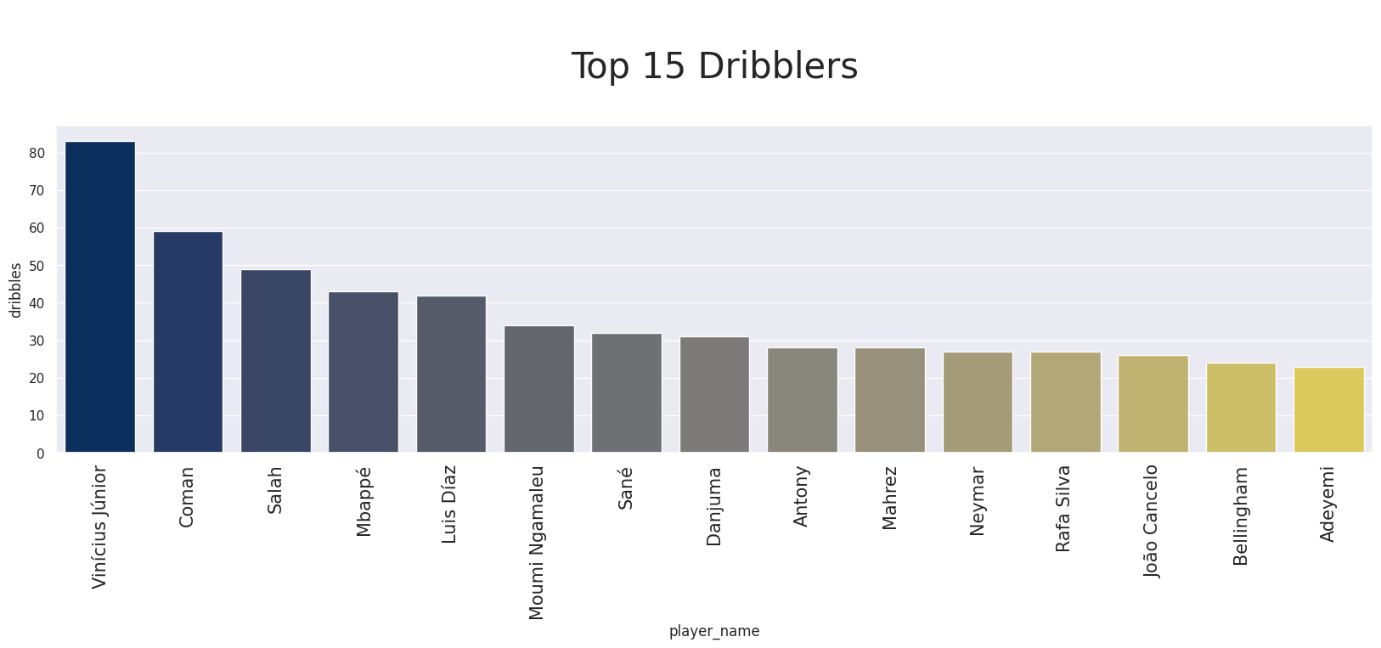 Top 15 Dribblers
80
70
60
50
40
30
20
10
0
dribbles
Vinícius Júnior
Coman
Salah
Mbappé
Luis Díaz
Moumi Ngamaleu
Sané
Danjuma
Antony
Mahrez
Neymar
Rafa Silva
João Cancelo
Bellingham
Adeyemi
player_name